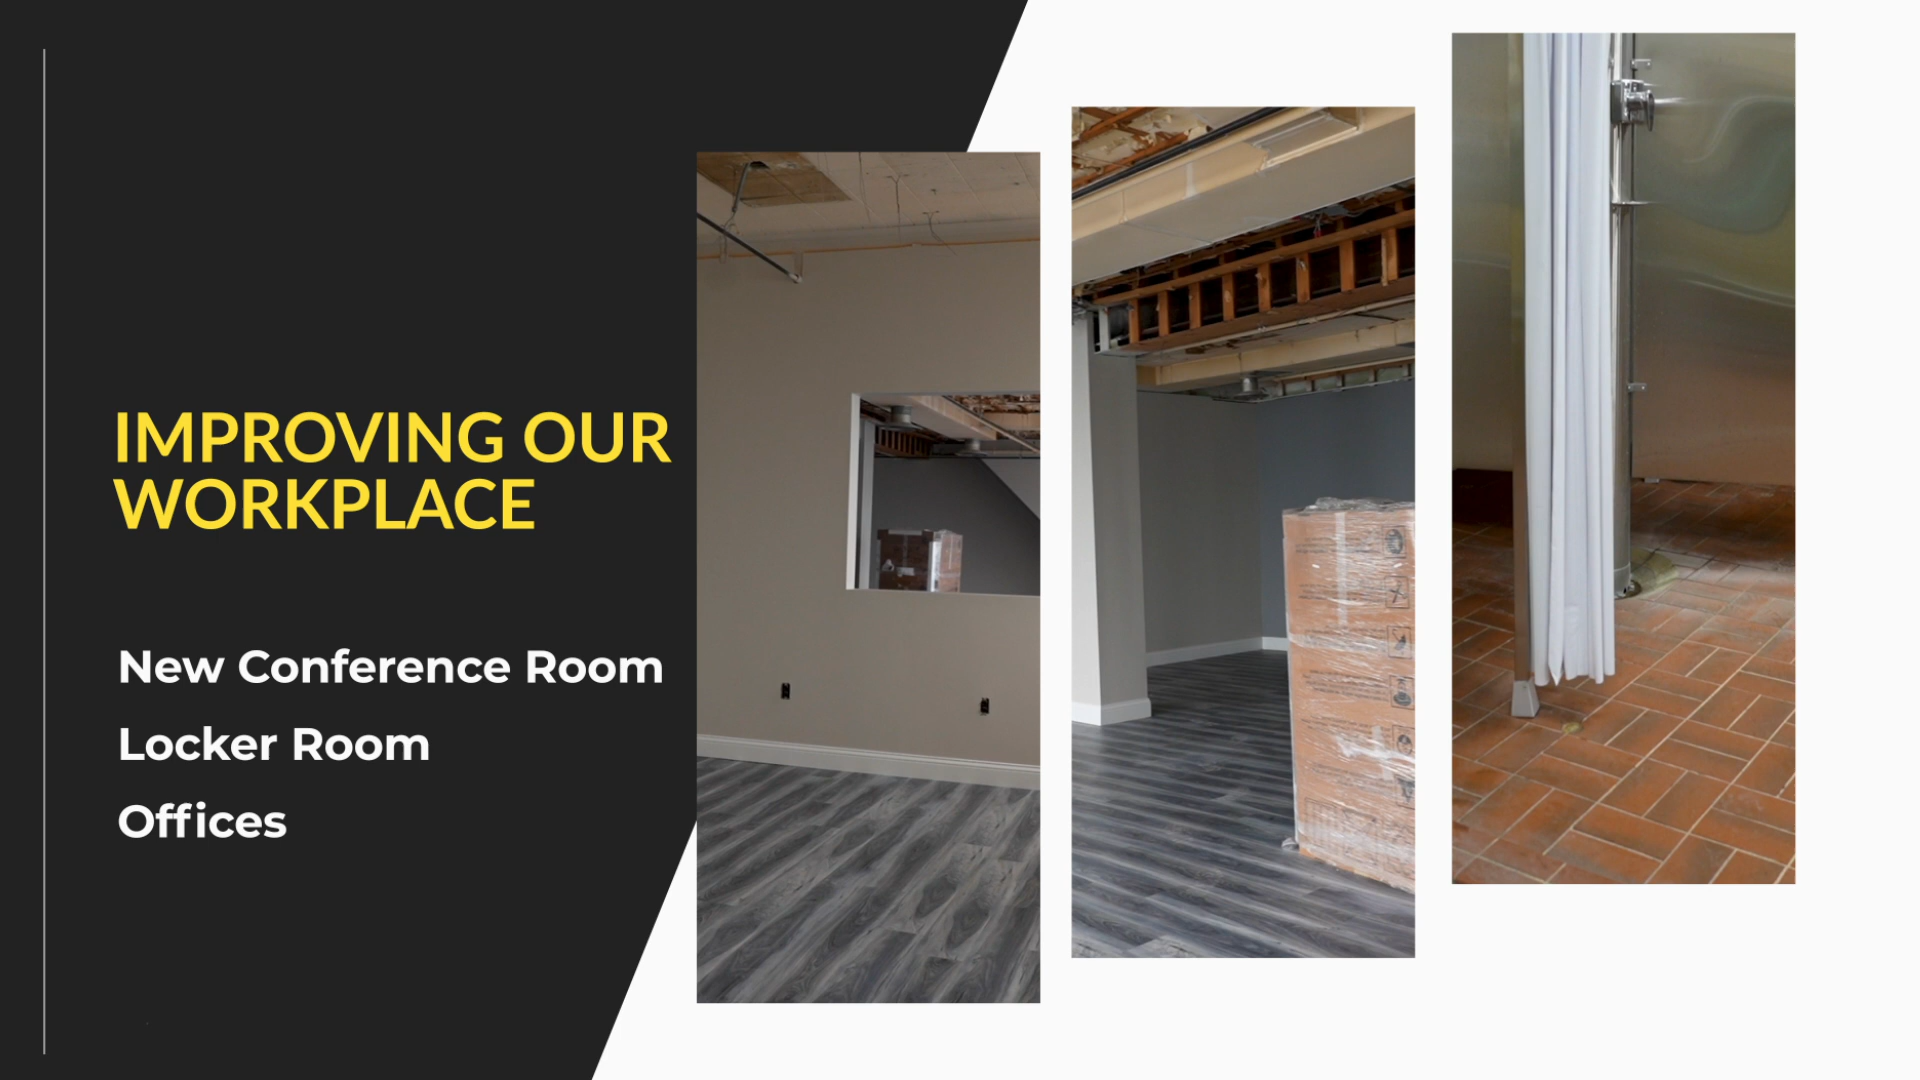 IMPROVING OUR
WORKPLACE
New Conference Room
Locker Room
Offices